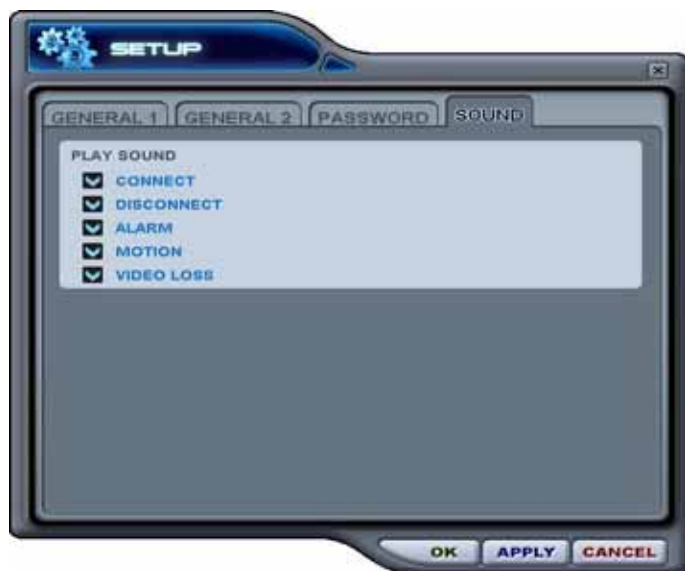 SETUP
GENERAL 1 GENERAL 2 PASSWORD SOUND
PLAY SOUND
CONNECT
DISCONNECT
ALARM
MOTION
VIDEO LOSS
OK APPLY CANCEL